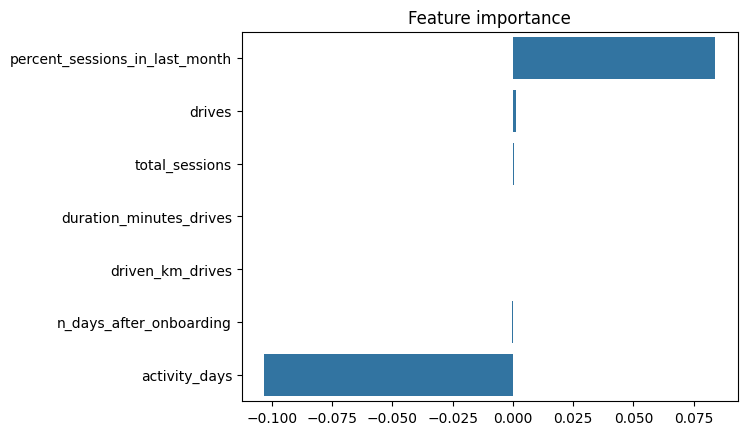 Feature importance
percent_sessions_in_last_month
drives
total_sessions
duration_minutes_drives
driven_km_drives
n_days_after_onboarding
activity_days
−0.100 −0.075 −0.050 −0.025 0.000 0.025 0.050 0.075